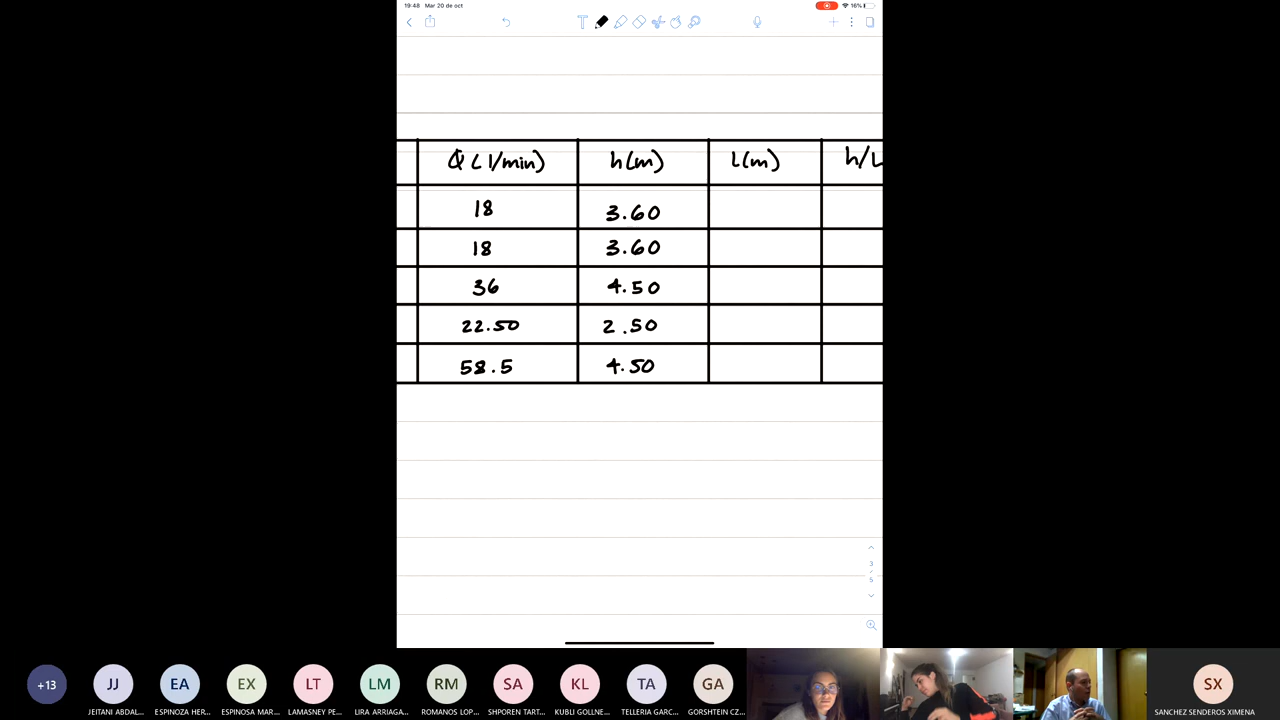 19:48 Mar 20 de oct
16%
T
Q (l/min) h(m) L(m) h/L
18 3.60
18 3.60
36 4.50
22.50 2.50
58.5 4.50
3
/
5
+13 JJ EA EX LT LM RM SA KL TA GA SX
JEITANI ABDAL... ESPINOZA HER... ESPINOSA MAR... LAMASNEY PE... LIRA ARRIAGA... ROMANOS LOP... SHPOREN TART... KUBLI GOLLNE... TELLERIA GARC... GORSHTEIN CZ... SANCHEZ SENDEROS XIMENA